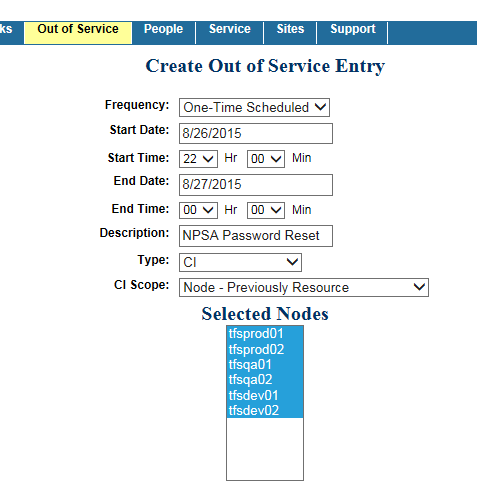 ks Out of Service People Service Sites Support
Create Out of Service Entry
Frequency: One-Time Scheduled
Start Date: 8/26/2015
Start Time: 22 Hr 00 Min
End Date: 8/27/2015
End Time: 00 Hr 00 Min
Description: NPSA Password Reset
Type: CI
CI Scope: Node - Previously Resource
Selected Nodes
tfsprod01
tfsprod02
tfsqa01
tfsqa02
tfsdev01
tfsdev02